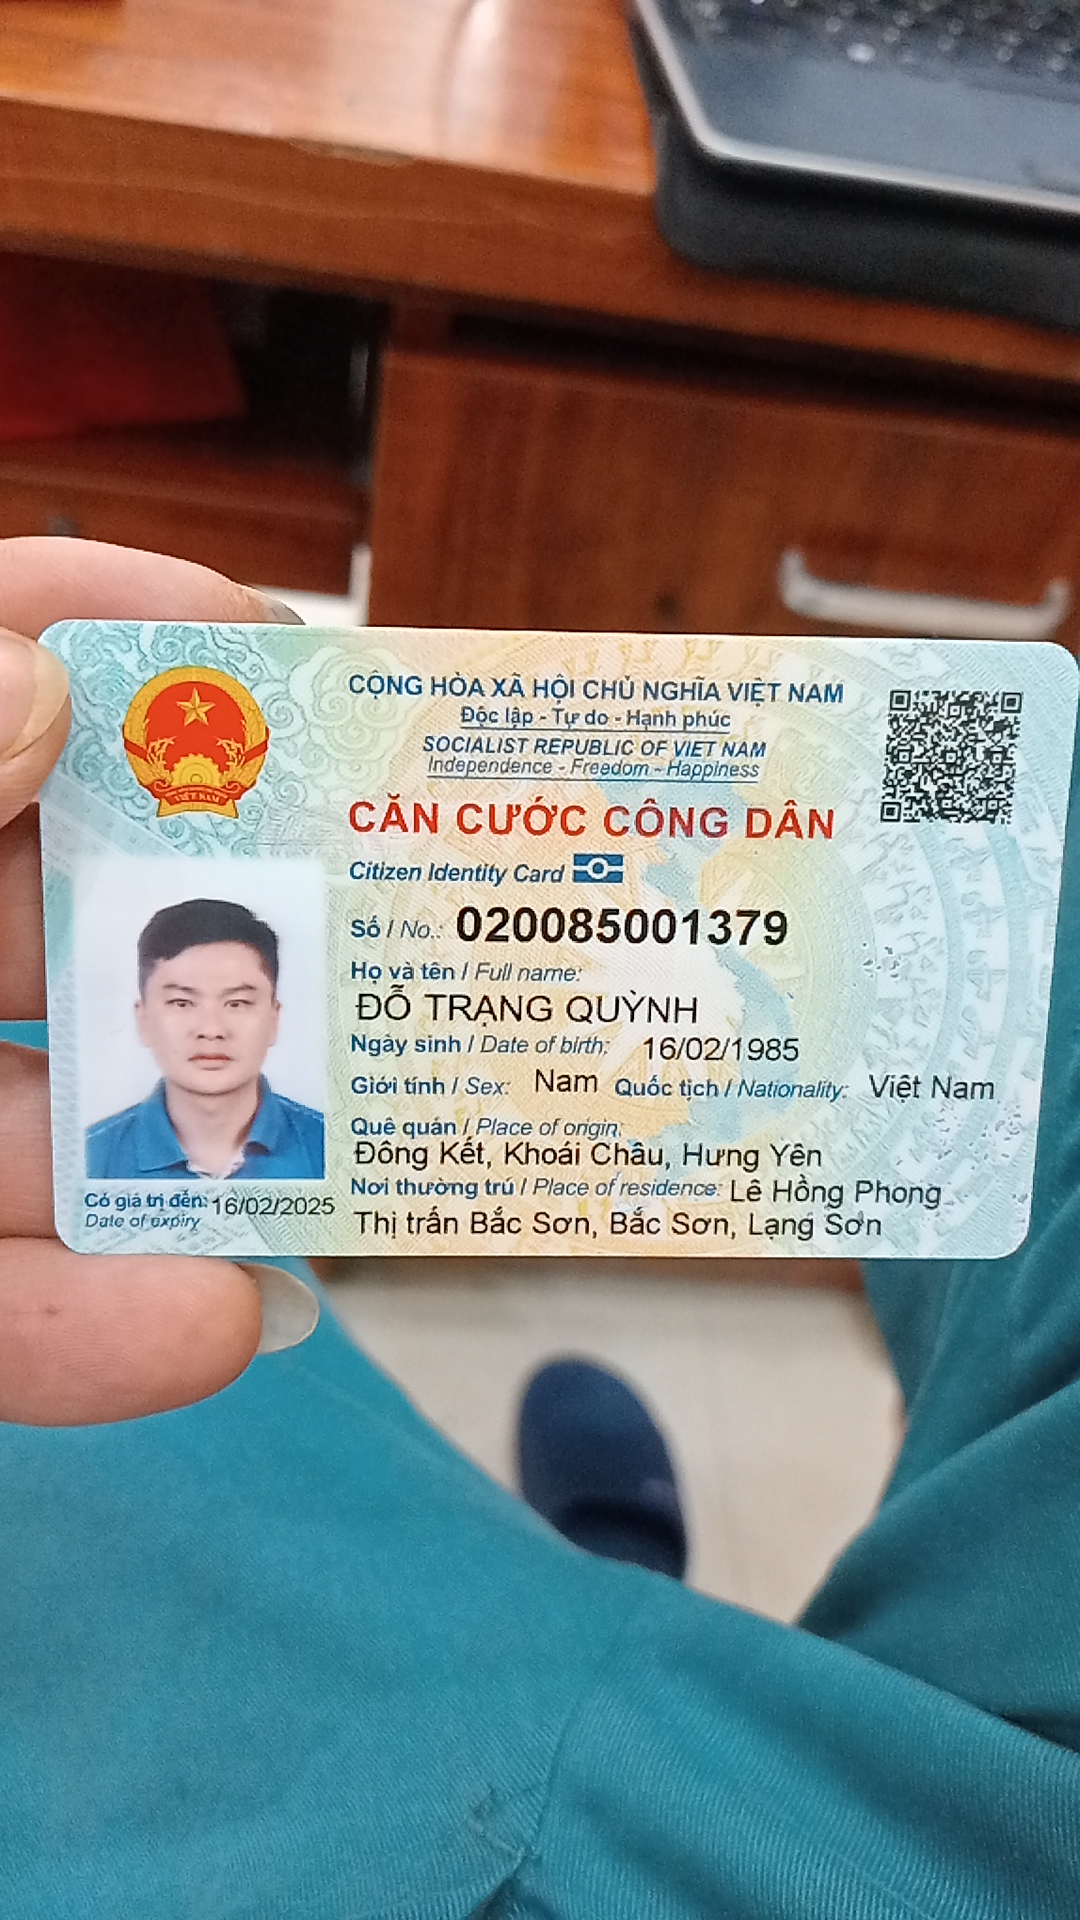 CỘNG HÒA XÃ HỘI CHỦ NGHĨA VIỆT NAM
Độc lập - Tự do - Hạnh phúc
SOCIALIST REPUBLIC OF VIET NAM
Independence - Freedom - Happiness
CĂN CƯỚC CÔNG DÂN
Citizen Identity Card
Số / No.: 020085001379
Họ và tên / Full name:
ĐỖ TRẠNG QUỲNH
Ngày sinh / Date of birth: 16/02/1985
Giới tính / Sex: Nam Quốc tịch / Nationality: Việt Nam
Quê quán / Place of origin:
Đông Kết, Khoái Châu, Hưng Yên
Nơi thường trú / Place of residence: Lê Hồng Phong
Thị trấn Bắc Sơn, Bắc Sơn, Lạng Sơn
Có giá trị đến: 16/02/2025
Date of expiry
VIỆT NAM